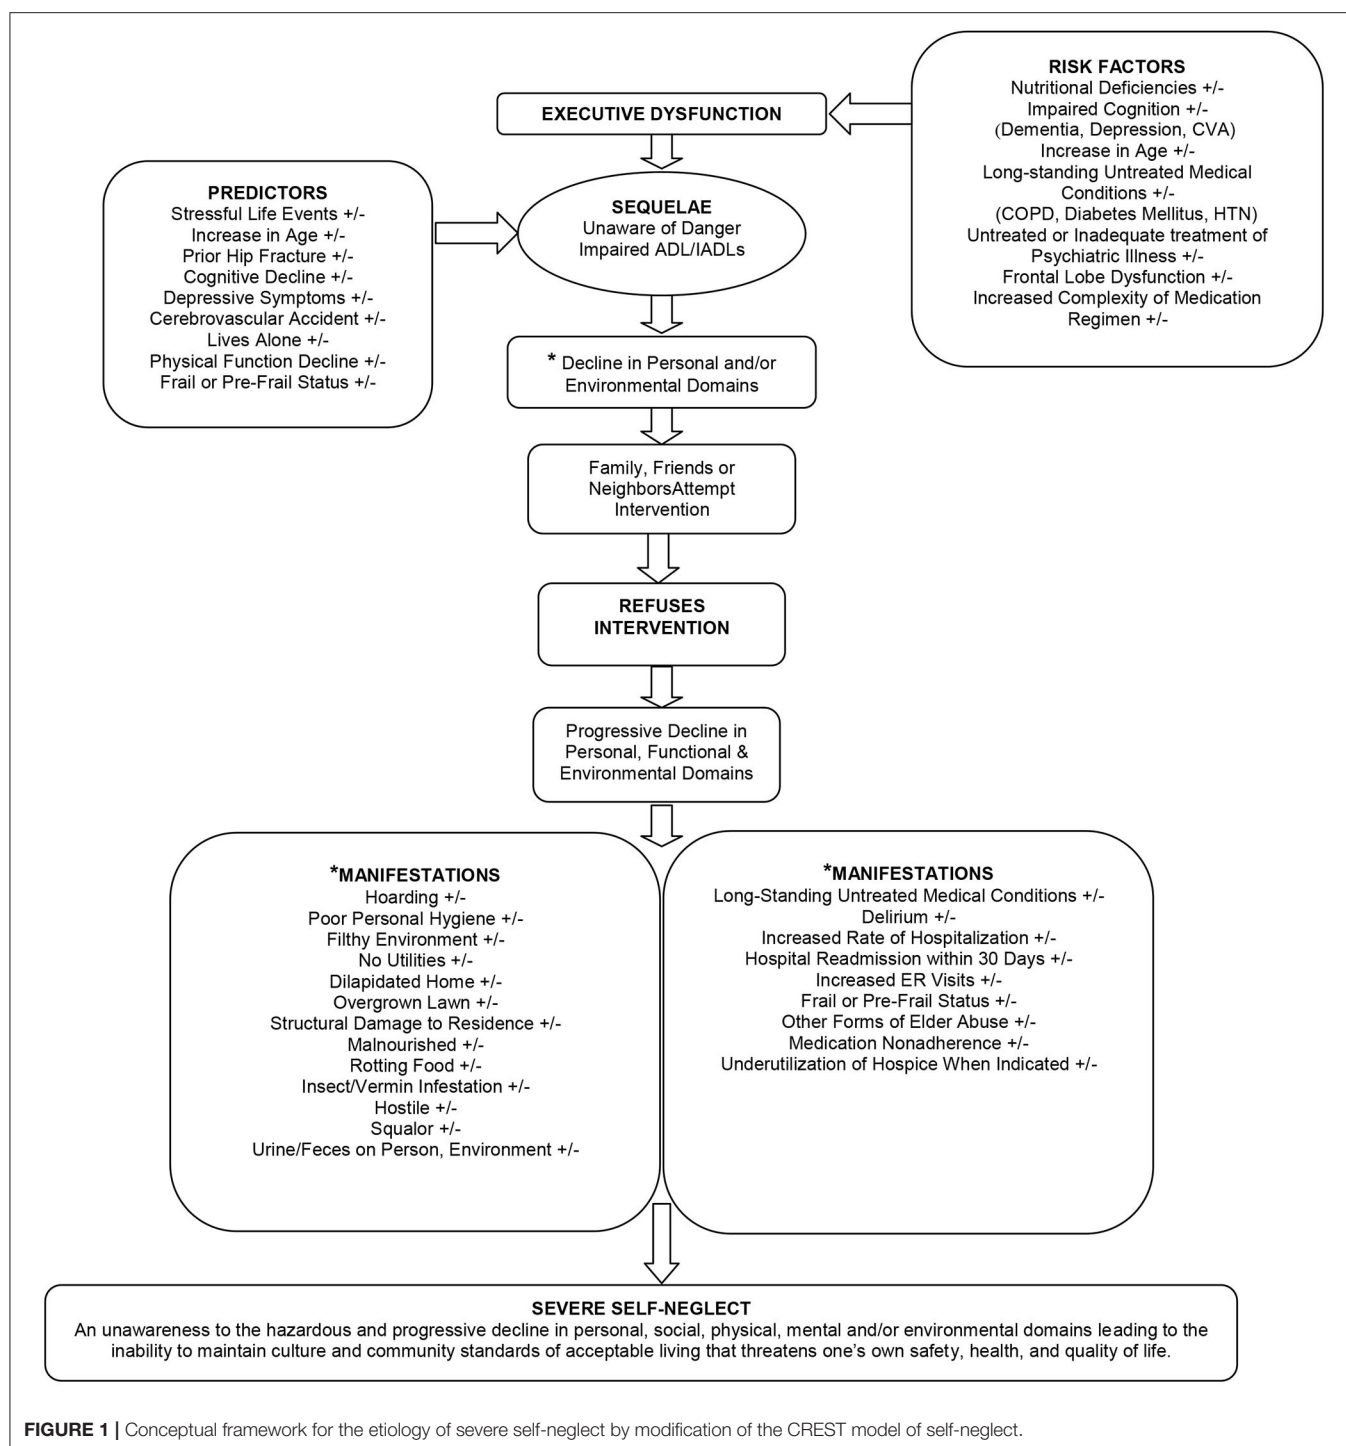 RISK FACTORS
Nutritional Deficiencies +/-
Impaired Cognition +/-
(Dementia, Depression, CVA)
Increase in Age +/-
Long-standing Untreated Medical
Conditions +/-
(COPD, Diabetes Mellitus, HTN)
Untreated or Inadequate treatment of
Psychiatric Illness +/-
Frontal Lobe Dysfunction +/-
Increased Complexity of Medication
Regimen +/-
EXECUTIVE DYSFUNCTION
PREDICTORS
Stressful Life Events +/-
Increase in Age +/-
Prior Hip Fracture +/-
Cognitive Decline +/-
Depressive Symptoms +/-
Cerebrovascular Accident +/-
Lives Alone +/-
Physical Function Decline +/-
Frail or Pre-Frail Status +/-
SEQUELAE
Unaware of Danger
Impaired ADL/IADLs
* Decline in Personal and/or
Environmental Domains
Family, Friends or
NeighborsAttempt
Intervention
REFUSES
INTERVENTION
Progressive Decline in
Personal, Functional &
Environmental Domains
*MANIFESTATIONS
Hoarding +/-
Poor Personal Hygiene +/-
Filthy Environment +/-
No Utilities +/-
Dilapidated Home +/-
Overgrown Lawn +/-
Structural Damage to Residence +/-
Malnourished +/-
Rotting Food +/-
Insect/Vermin Infestation +/-
Hostile +/-
Squalor +/-
Urine/Feces on Person, Environment +/-
*MANIFESTATIONS
Long-Standing Untreated Medical Conditions +/-
Delirium +/-
Increased Rate of Hospitalization +/-
Hospital Readmission within 30 Days +/-
Increased ER Visits +/-
Frail or Pre-Frail Status +/-
Other Forms of Elder Abuse +/-
Medication Nonadherence +/-
Underutilization of Hospice When Indicated +/-
SEVERE SELF-NEGLECT
An unawareness to the hazardous and progressive decline in personal, social, physical, mental and/or environmental domains leading to the
inability to maintain culture and community standards of acceptable living that threatens one's own safety, health, and quality of life.
FIGURE 1 | Conceptual framework for the etiology of severe self-neglect by modification of the CREST model of self-neglect.